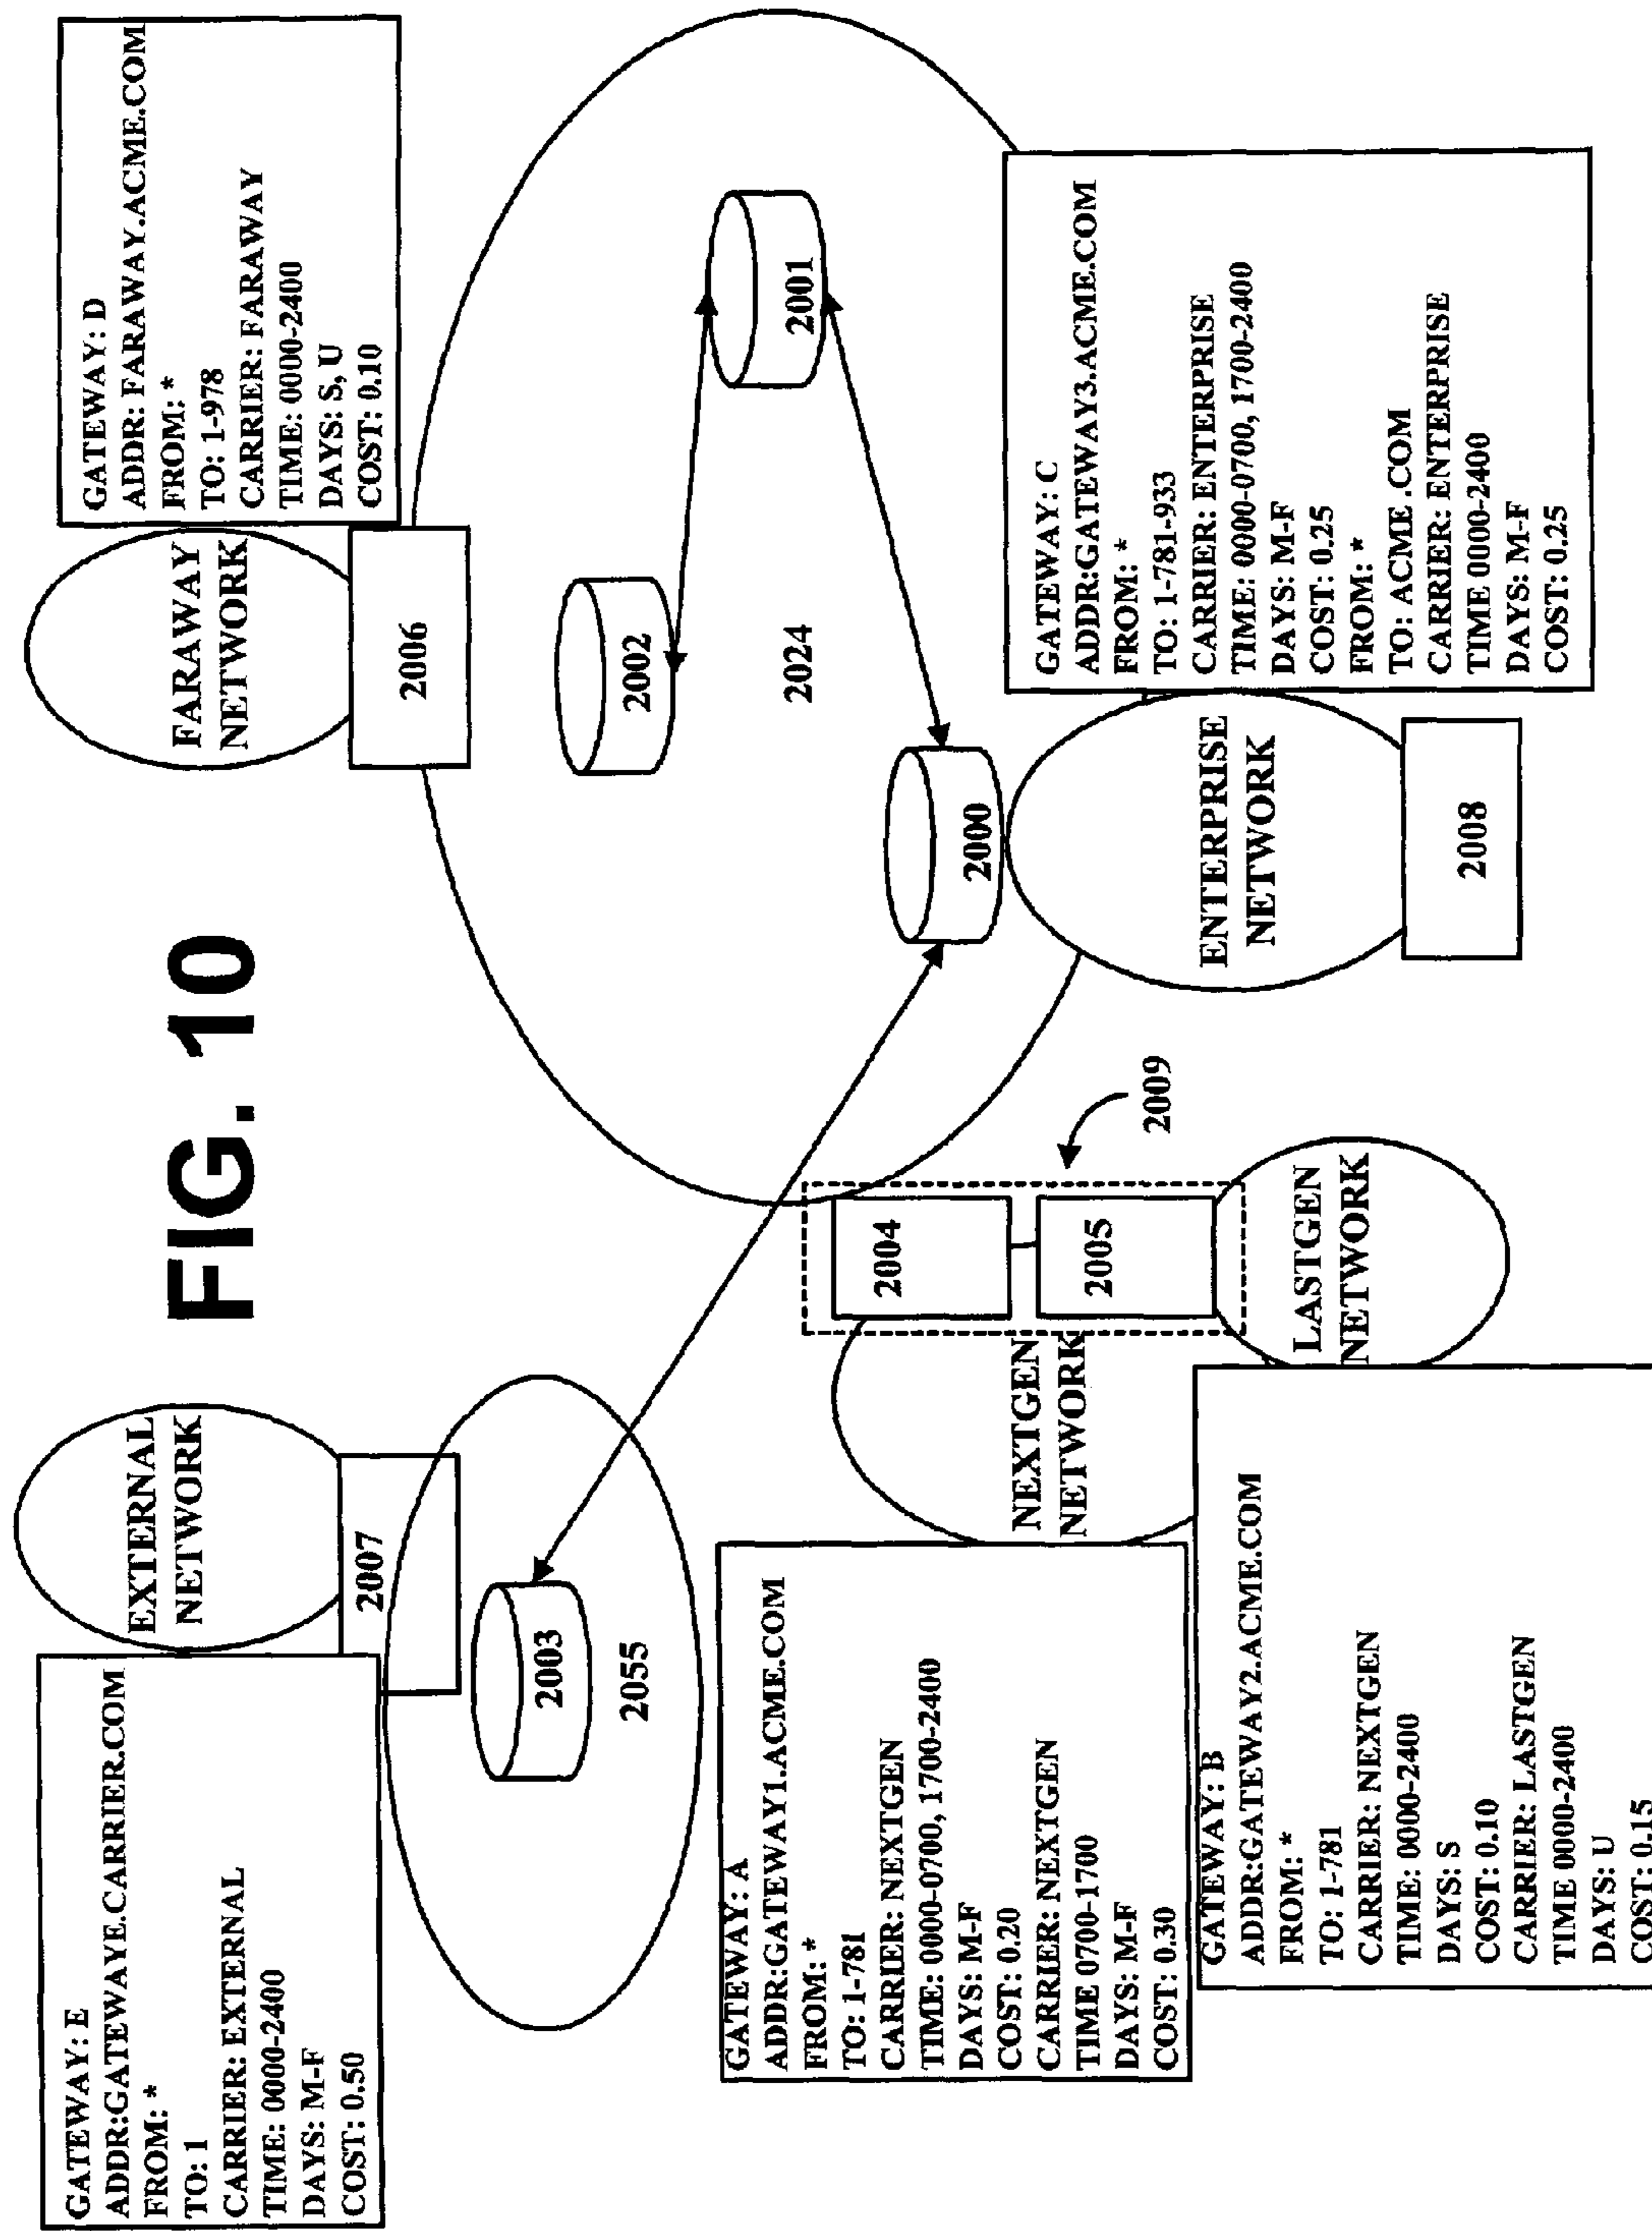 FIG. 10
GATEWAY: E
ADDR:GATEWAYE.CARRIER.COM
FROM: *
TO: 1
CARRIER: EXTERNAL
TIME: 0000-2400
DAYS: M-F
COST: 0.50
EXTERNAL
NETWORK
2007
2003
2055
FARAWAY
NETWORK
2006
GATEWAY: D
ADDR: FARAWAY.ACME.COM
FROM: *
TO: 1-978
CARRIER: FARAWAY
TIME: 0000-2400
DAYS: S, U
COST: 0.10
2002
2001
2024
2000
GATEWAY: A
ADDR:GATEWAY1.ACME.COM
FROM: *
TO: 1-781
CARRIER: NEXTGEN
TIME: 0000-0700, 1700-2400
DAYS: M-F
COST: 0.20
CARRIER: NEXTGEN
TIME 0700-1700
DAYS: M-F
COST: 0.30
NEXTGEN
NETWORK
2004
2005
2009
GATEWAY: B
ADDR:GATEWAY2.ACME.COM
FROM: *
TO: 1-781
CARRIER: NEXTGEN
TIME: 0000-2400
DAYS: S
COST: 0.10
CARRIER: LASTGEN
TIME 0000-2400
DAYS: U
COST: 0.15
LASTGEN
NETWORK
ENTERPRISE
NETWORK
2008
GATEWAY: C
ADDR:GATEWAY3.ACME.COM
FROM: *
TO: 1-781-933
CARRIER: ENTERPRISE
TIME: 0000-0700, 1700-2400
DAYS: M-F
COST: 0.25
FROM: *
TO: ACME .COM
CARRIER: ENTERPRISE
TIME 0000-2400
DAYS: M-F
COST: 0.25